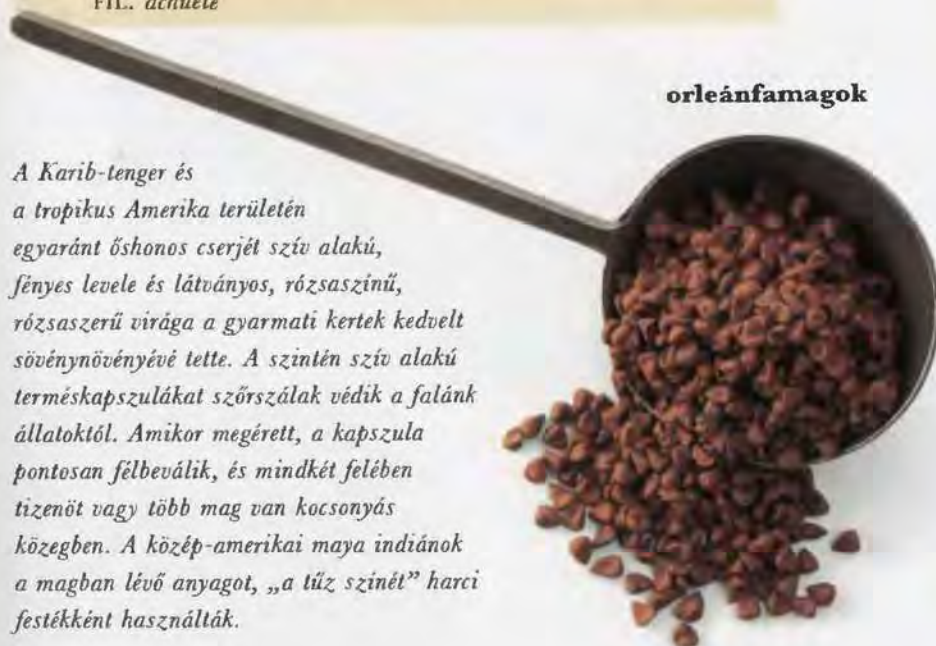 FIL. achuete
orleánfamagok
A Karib-tenger és
a tropikus Amerika területén
egyaránt őshonos cserjét szív alakú,
fényes levele és látványos, rózsaszínű,
rózsaszerű virága a gyarmati kertek kedvelt
sövénynövényévé tette. A szintén szív alakú
terméskapszulákat szőrszálak védik a falánk
állatoktól. Amikor megérett, a kapszula
pontosan félbeválik, és mindkét felében
tizenöt vagy több mag van kocsonyás
közegben. A közép-amerikai maya indiánok
a magban lévő anyagot, „a tűz színét” harci
festékként használták.